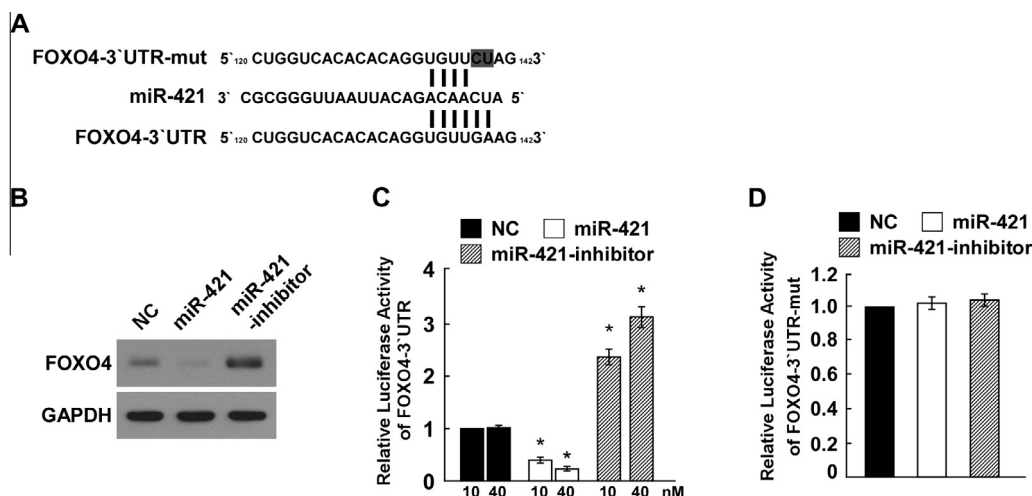 A
FOXO4-3`UTR-mut 5`120 CUGGUCACACACAGGUGUUCUAG 1423`
miR-421 3` CGCGGGUUAAUUACAGACAACUA 5`
FOXO4-3`UTR 5`120 CUGGUCACACACAGGUGUUGAAG 1423`
B
NC miR-421 miR-421-inhibitor
FOXO4
GAPDH
C
NC miR-421
miR-421-inhibitor
Relative Luciferase Activity
of FOXO4-3`UTR
4
3
2
1
0
* * * *
10 40 10 40 10 40 nM
D
NC miR-421
miR-421-inhibitor
Relative Luciferase Activity
of FOXO4-3`UTR-mut
1.2
1.0
0.8
0.6
0.4
0.2
0